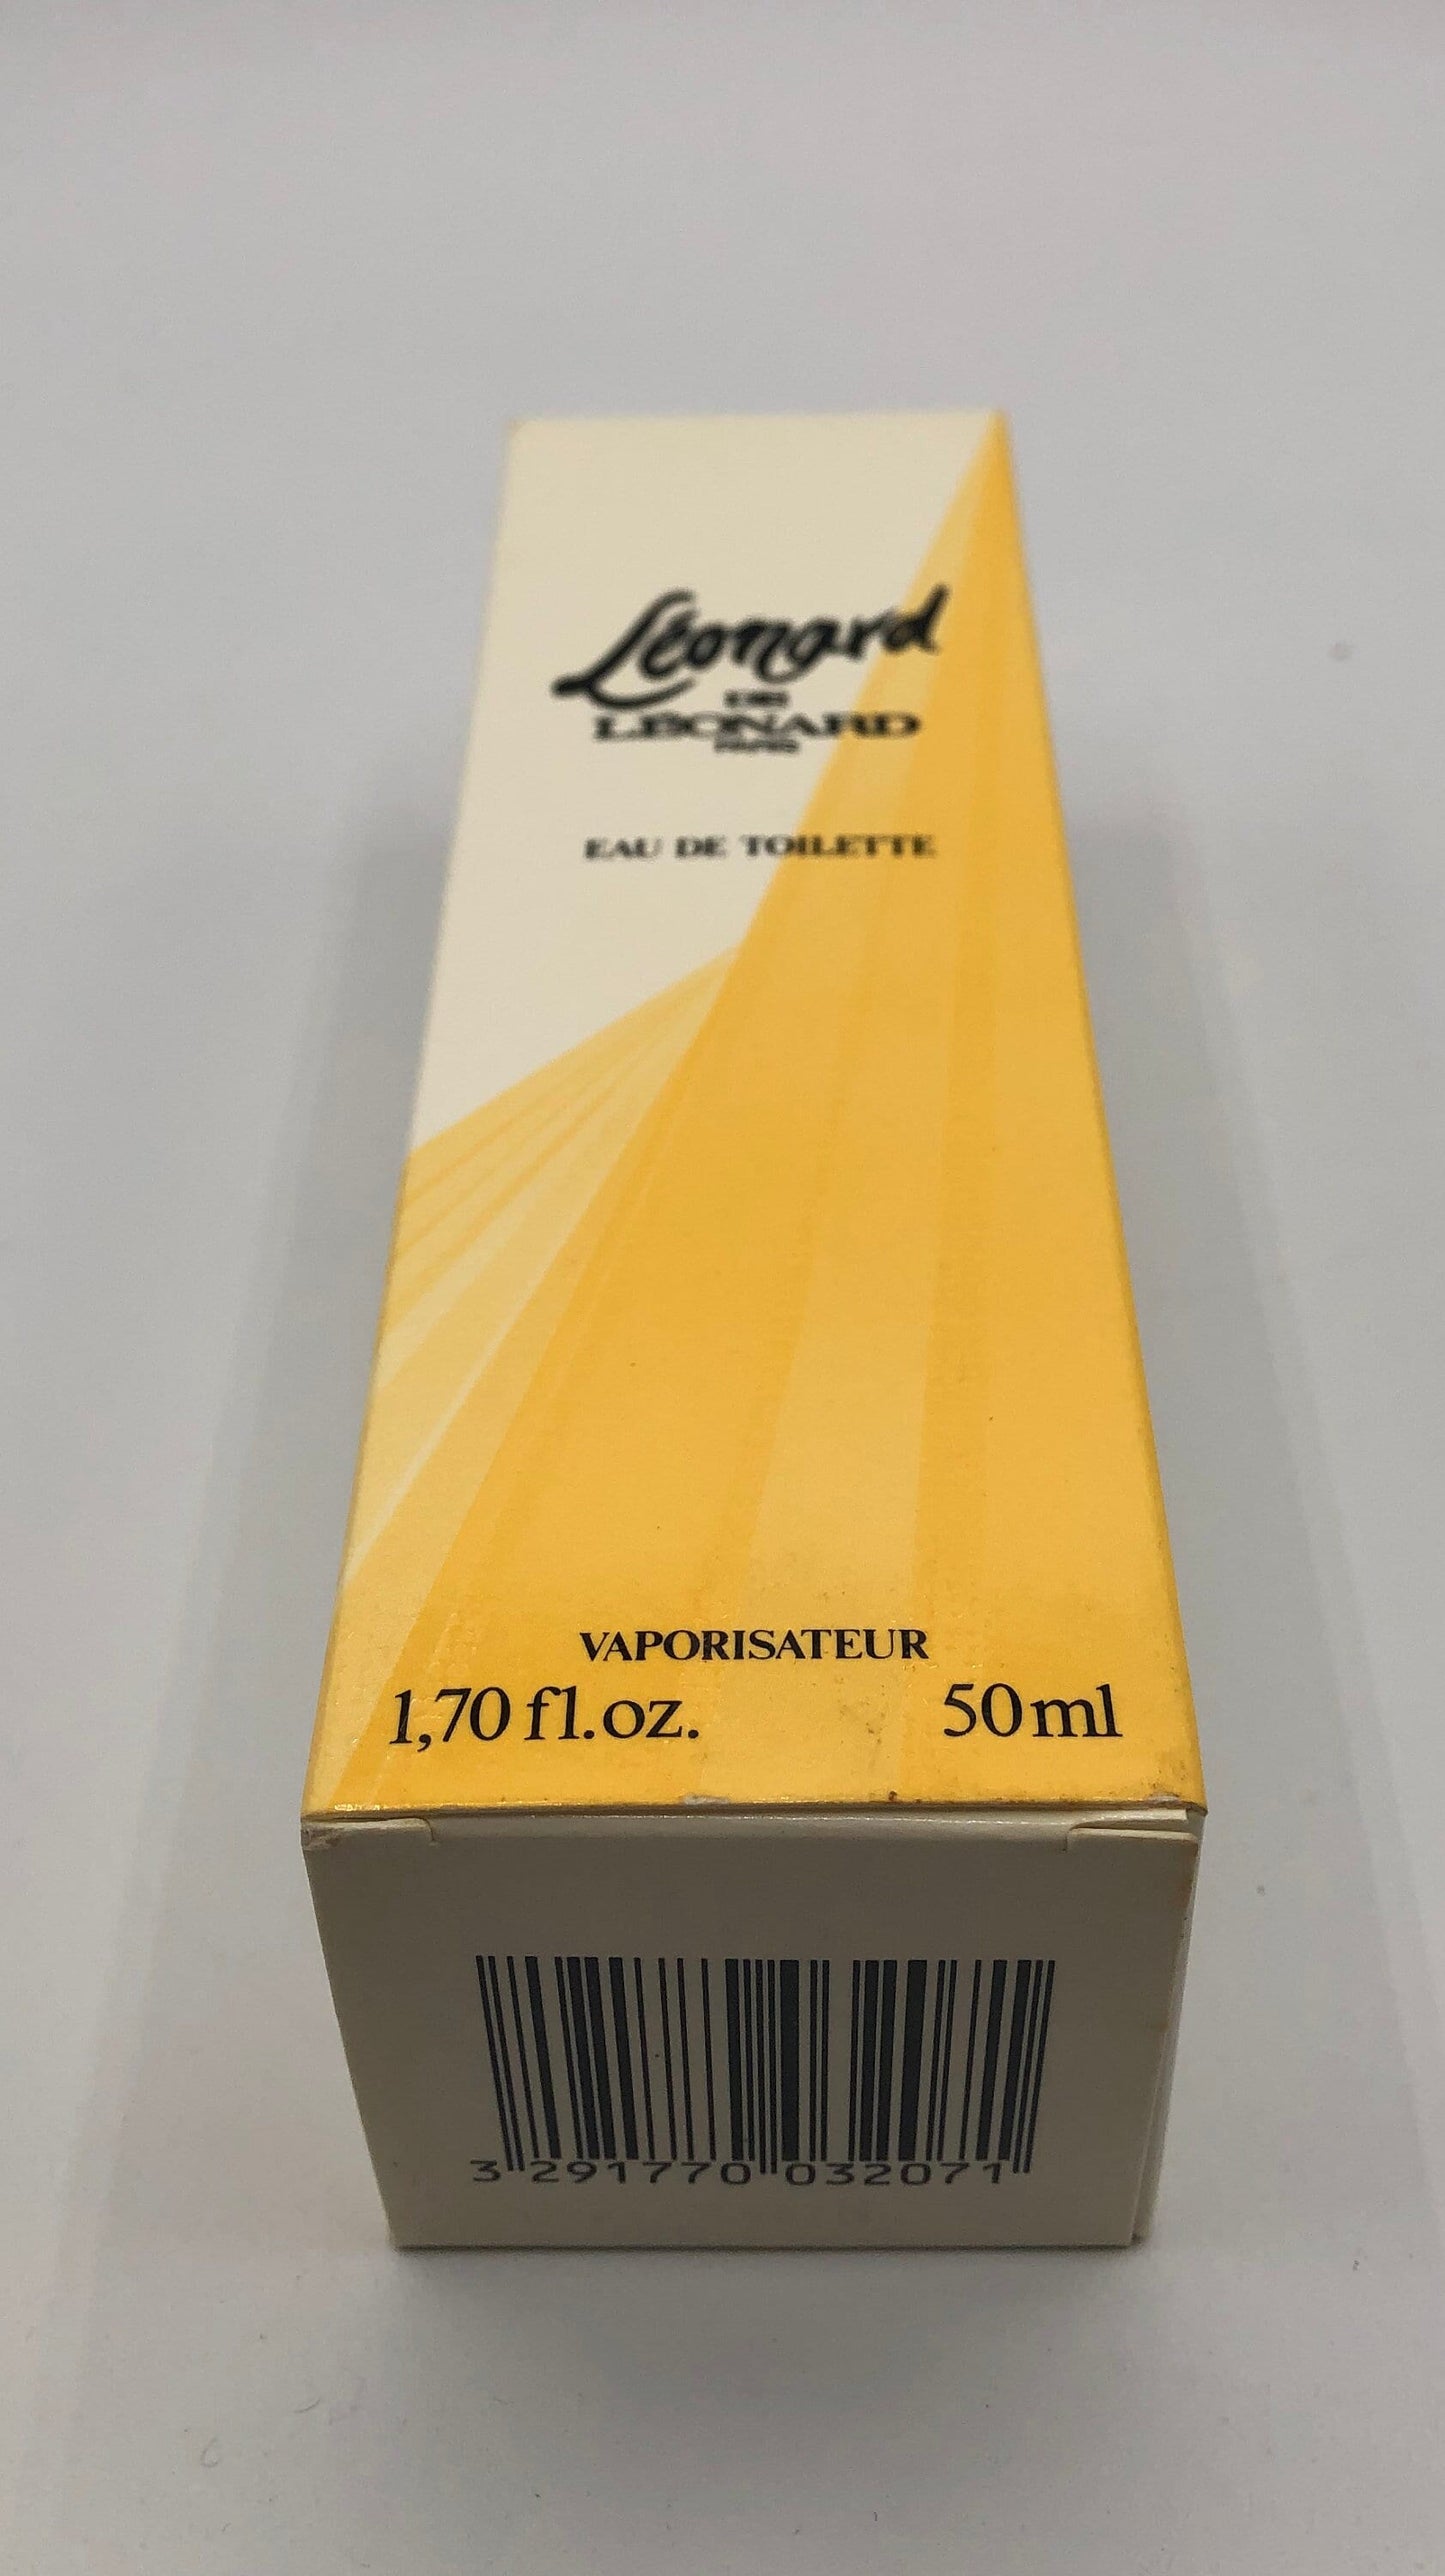 Léonard
DE
LÉONARD
PARIS
EAU DE TOILETTE
VAPORISATEUR
1,70 fl.oz. 50ml
3 291770 032071